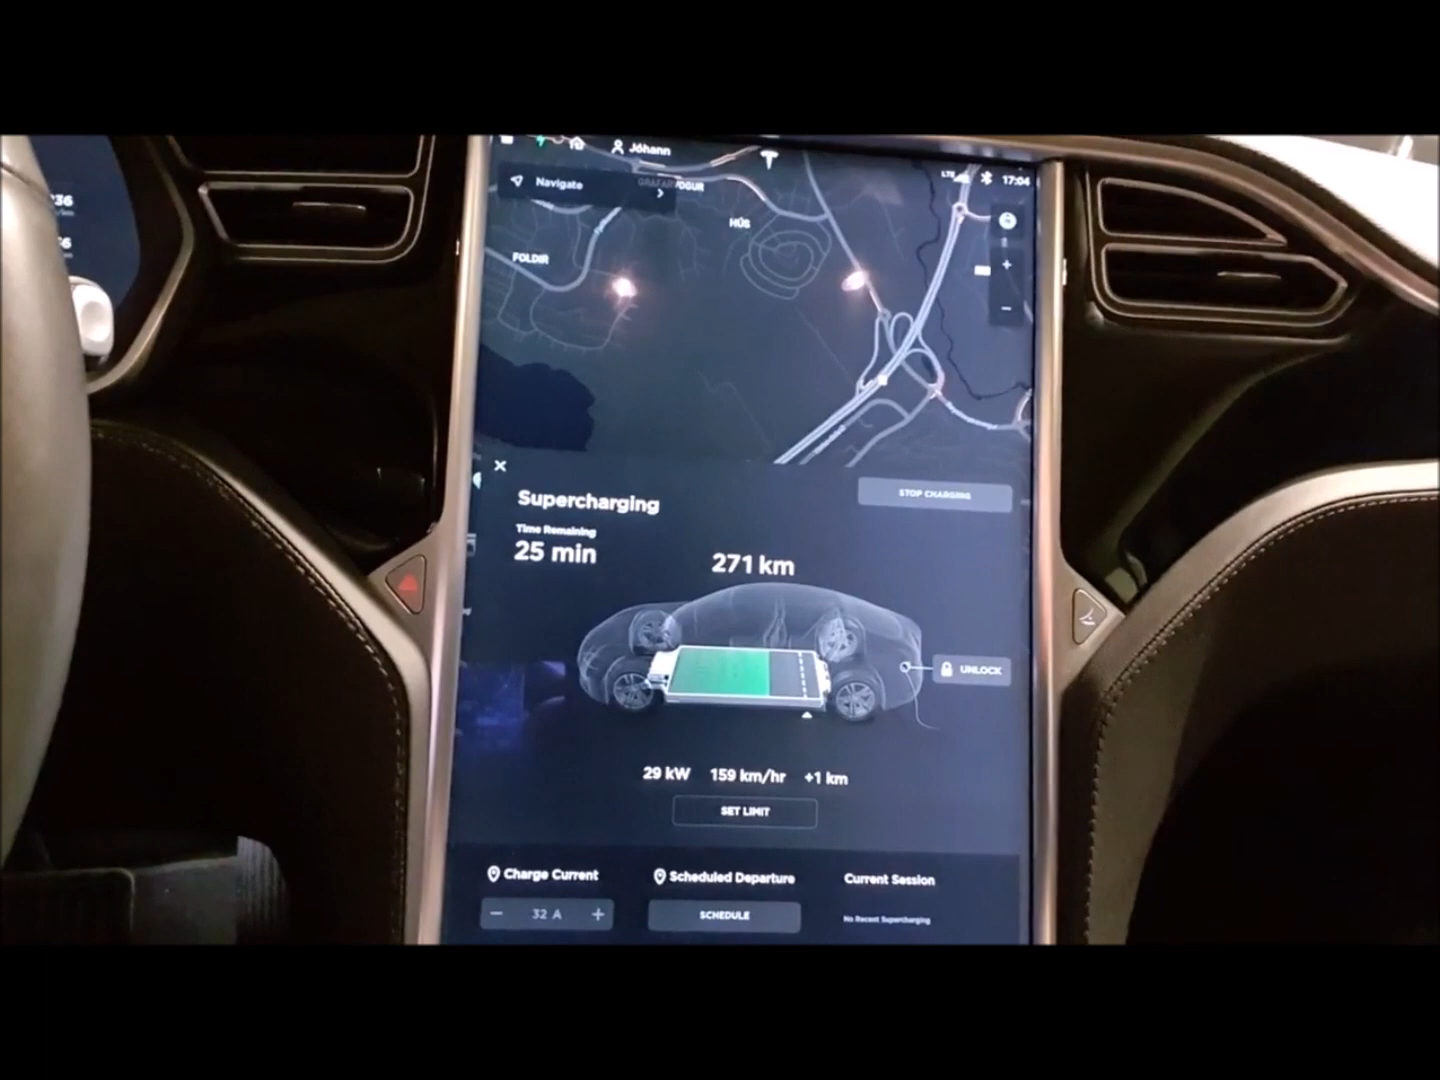 Jóhann
LTE
17:04
Navigate
GRAFARVOGUR
HÚS
FOLDIR
Supercharging
STOP CHARGING
Time Remaining
25 min
271 km
UNLOCK
29 kW 159 km/hr +1 km
SET LIMIT
Charge Current
Scheduled Departure
Current Session
− 32 A +
SCHEDULE
No Recent Supercharging